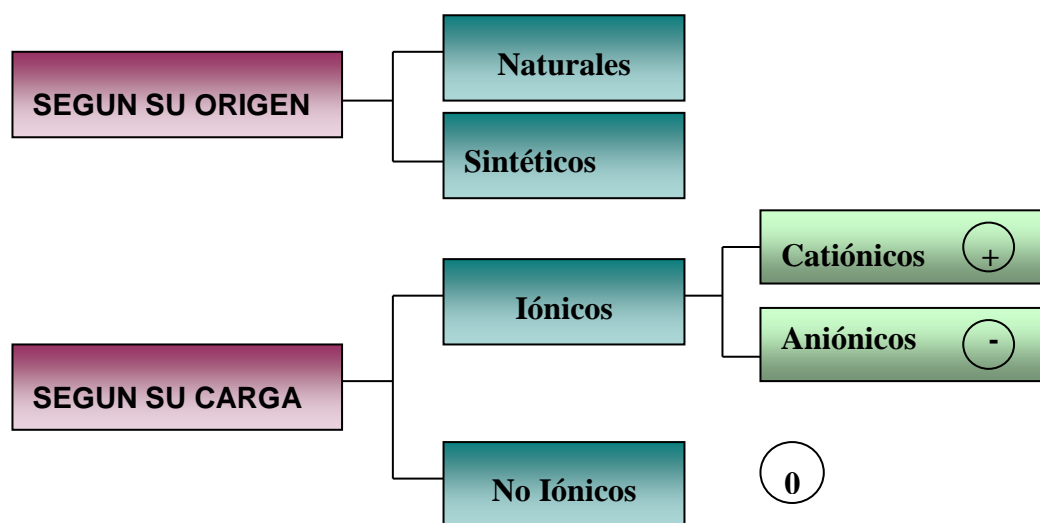 SEGUN SU ORIGEN
Naturales
Sintéticos
SEGUN SU CARGA
Iónicos
Catiónicos +
Aniónicos -
No Iónicos
0